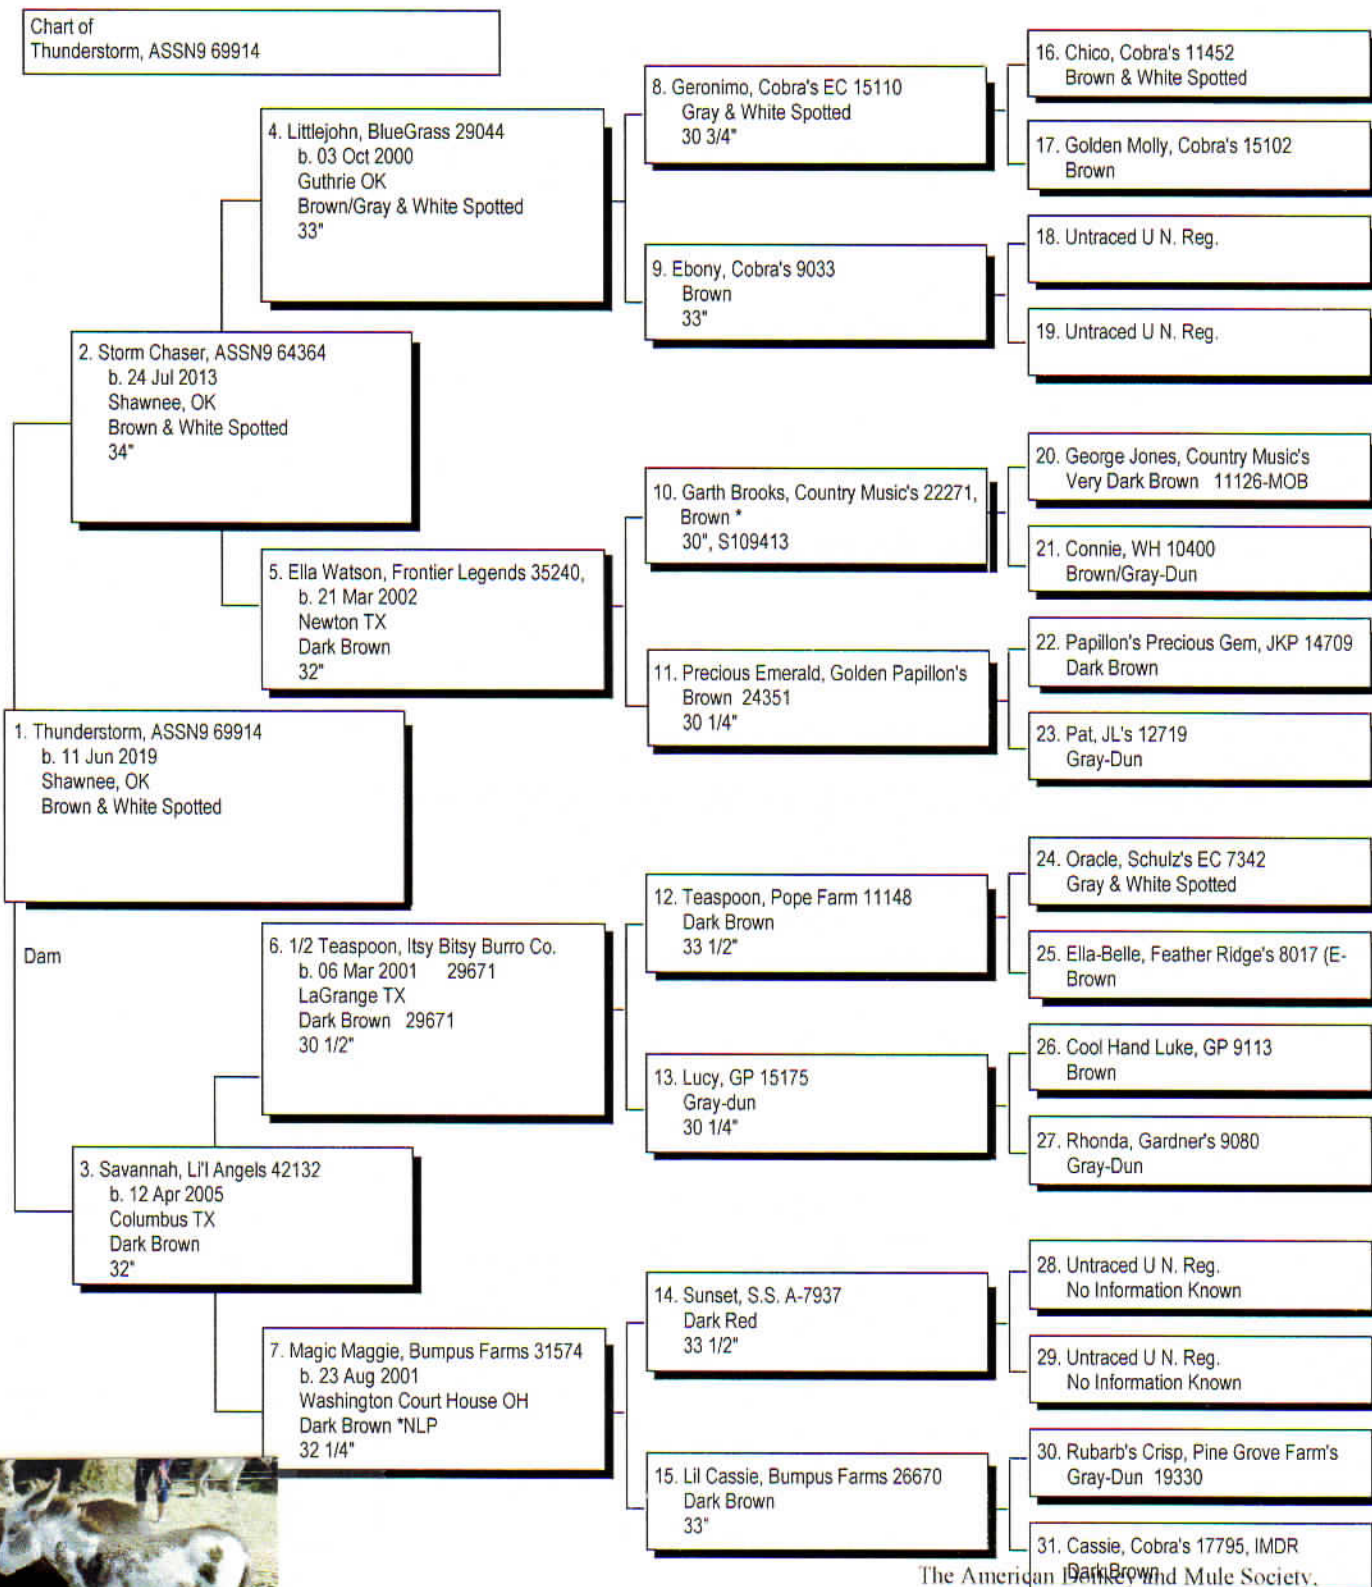 Chart of
Thunderstorm, ASSN9 69914
1. Thunderstorm, ASSN9 69914
b. 11 Jun 2019
Shawnee, OK
Brown & White Spotted
Dam
2. Storm Chaser, ASSN9 64364
b. 24 Jul 2013
Shawnee, OK
Brown & White Spotted
34"
3. Savannah, Li'l Angels 42132
b. 12 Apr 2005
Columbus TX
Dark Brown
32"
4. Littlejohn, BlueGrass 29044
b. 03 Oct 2000
Guthrie OK
Brown/Gray & White Spotted
33"
5. Ella Watson, Frontier Legends 35240,
b. 21 Mar 2002
Newton TX
Dark Brown
32"
6. 1/2 Teaspoon, Itsy Bitsy Burro Co.
b. 06 Mar 2001 29671
LaGrange TX
Dark Brown 29671
30 1/2"
7. Magic Maggie, Bumpus Farms 31574
b. 23 Aug 2001
Washington Court House OH
Dark Brown *NLP
32 1/4"
8. Geronimo, Cobra's EC 15110
Gray & White Spotted
30 3/4"
9. Ebony, Cobra's 9033
Brown
33"
10. Garth Brooks, Country Music's 22271,
Brown *
30", S109413
11. Precious Emerald, Golden Papillon's
Brown 24351
30 1/4"
12. Teaspoon, Pope Farm 11148
Dark Brown
33 1/2"
13. Lucy, GP 15175
Gray-dun
30 1/4"
14. Sunset, S.S. A-7937
Dark Red
33 1/2"
15. Lil Cassie, Bumpus Farms 26670
Dark Brown
33"
16. Chico, Cobra's 11452
Brown & White Spotted
17. Golden Molly, Cobra's 15102
Brown
18. Untraced U N. Reg.
19. Untraced U N. Reg.
20. George Jones, Country Music's
Very Dark Brown 11126-MOB
21. Connie, WH 10400
Brown/Gray-Dun
22. Papillon's Precious Gem, JKP 14709
Dark Brown
23. Pat, JL's 12719
Gray-Dun
24. Oracle, Schulz's EC 7342
Gray & White Spotted
25. Ella-Belle, Feather Ridge's 8017 (E-
Brown
26. Cool Hand Luke, GP 9113
Brown
27. Rhonda, Gardner's 9080
Gray-Dun
28. Untraced U N. Reg.
No Information Known
29. Untraced U N. Reg.
No Information Known
30. Rubarb's Crisp, Pine Grove Farm's
Gray-Dun 19330
31. Cassie, Cobra's 17795, IMDR
Dark Brown
The American Donkey and Mule Society,